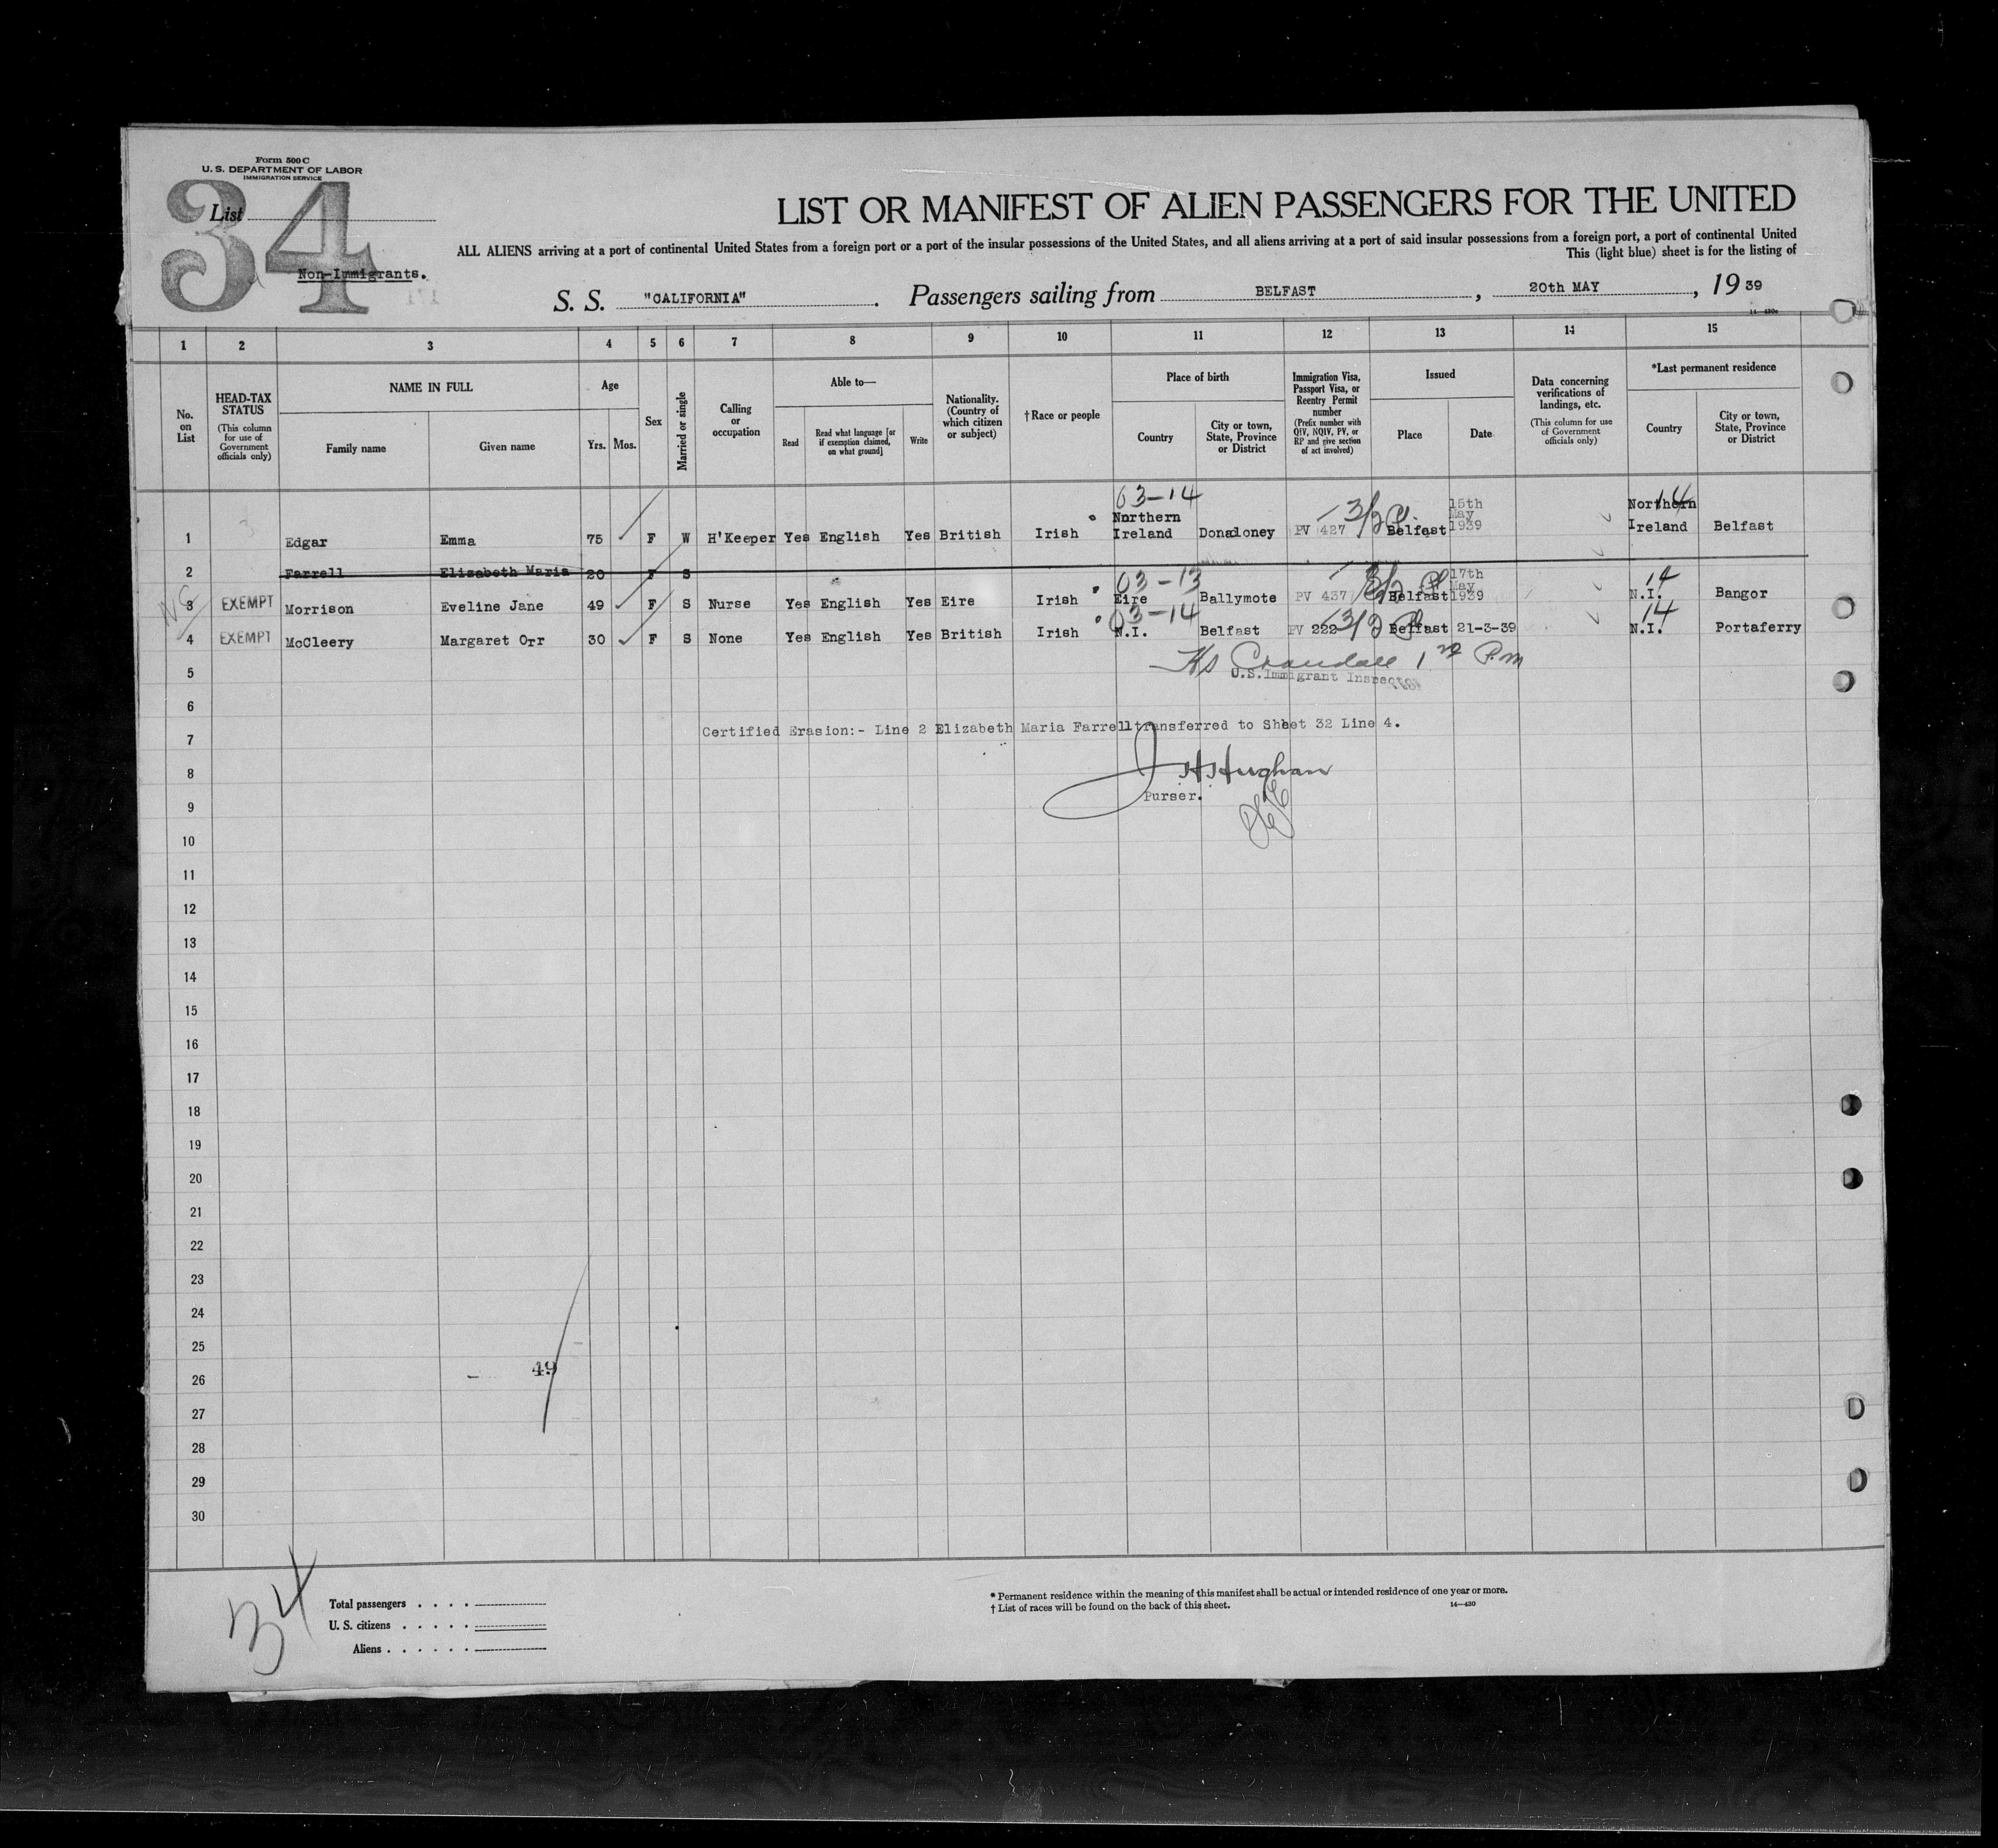 Form 500 C
U. S. DEPARTMENT OF LABOR
IMMIGRATION SERVICE
34
List
Non-Immigrants.
LIST OR MANIFEST OF ALIEN PASSENGERS FOR THE UNITED
ALL ALIENS arriving at a port of continental United States from a foreign port or a port of the insular possessions of the United States, and all aliens arriving at a port of said insular possessions from a foreign port, a port of continental United
This (light blue) sheet is for the listing of
S. S. "CALIFORNIA". Passengers sailing from BELFAST, 20th MAY, 1939
1 2 3 4 5 6 7 8 9 10 11 12 13 14 15
No. on List
HEAD-TAX STATUS (This column for use of Government officials only)
NAME IN FULL
Family name Given name
Age
Yrs. Mos.
Sex
Married or single
Calling or occupation
Able to—
Read Read what language [or if exemption claimed, on what ground] Write
Nationality. (Country of which citizen or subject)
†Race or people
Place of birth
Country City or town, State, Province or District
Immigration Visa, Passport Visa, or Reentry Permit number (Prefix number with QIV, NQIV, PV, or RP and give section of act involved)
Issued
Place Date
Data concerning verifications of landings, etc. (This column for use of Government officials only)
*Last permanent residence
Country City or town, State, Province or District
03-14 14
1 Edgar Emma 75 F W H'Keeper Yes English Yes British Irish Northern Ireland Donadoney PV 427 3/2 Belfast 15th May 1939 Northern Ireland Belfast
2 Farrell Elizabeth Maria 20 F S
03-13 14
3 EXEMPT Morrison Eveline Jane 49 F S Nurse Yes English Yes Eire Irish Eire Ballymote PV 437 3/2 Belfast 17th May 1939 N.I. Bangor
03-14 14
4 EXEMPT McCleery Margaret Orr 30 F S None Yes English Yes British Irish N.I. Belfast PV 222 3/2 Belfast 21-3-39 N.I. Portaferry
5
Crandall P.M
U.S. Immigrant Inspec
6
Certified Erasion:- Line 2 Elizabeth Maria Farrell transferred to Sheet 32 Line 4.
7
8 J H Hughan
Purser.
9
10
11
12
13
14
15
16
17
18
19
20
21
22
23
24
25
49
26
27
28
29
30
34
Total passengers
U. S. citizens
Aliens
* Permanent residence within the meaning of this manifest shall be actual or intended residence of one year or more.
† List of races will be found on the back of this sheet.
14—430